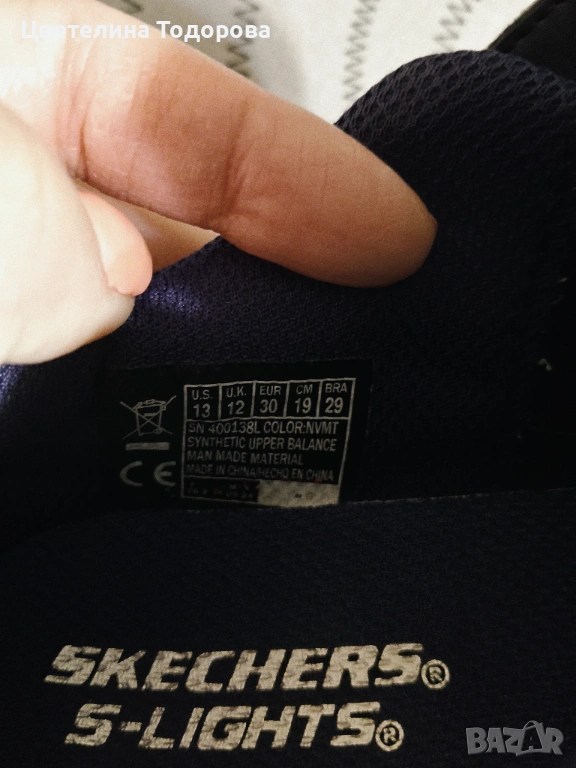 Цветелина Тодорова
U.S. U.K. EUR CM BRA
13 12 30 19 29
SN 400138L COLOR:NVMT
SYNTHETIC UPPER BALANCE
MAN MADE MATERIAL
MADE IN CHINA/HECHO EN CHINA
CE
SKECHERS®
S-LIGHTS®
BAZAR